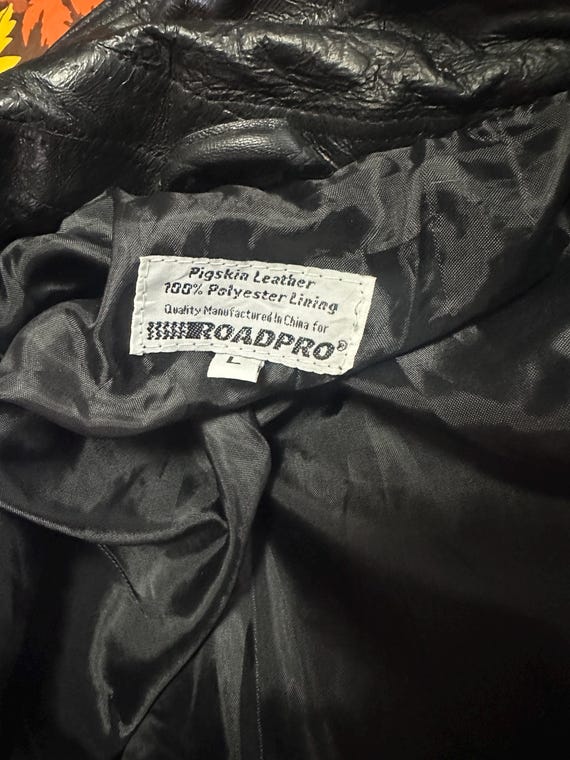 Pigskin Leather
100% Polyester Lining
Quality Manufactured In China for
ROADPRO®
L